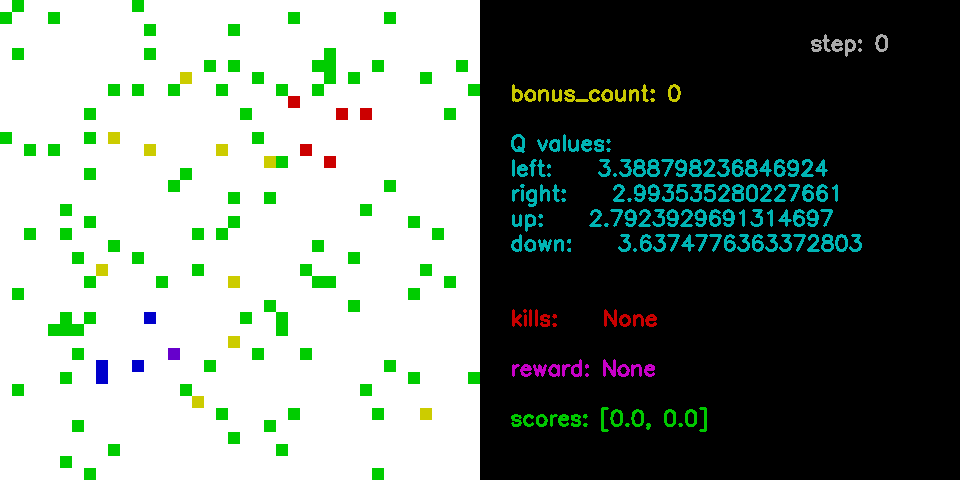 step: 0
bonus_count: 0
Q values:
left: 3.388798236846924
right: 2.993535280227661
up: 2.7923929691314697
down: 3.6374776363372803
kills: None
reward: None
scores: [0.0, 0.0]